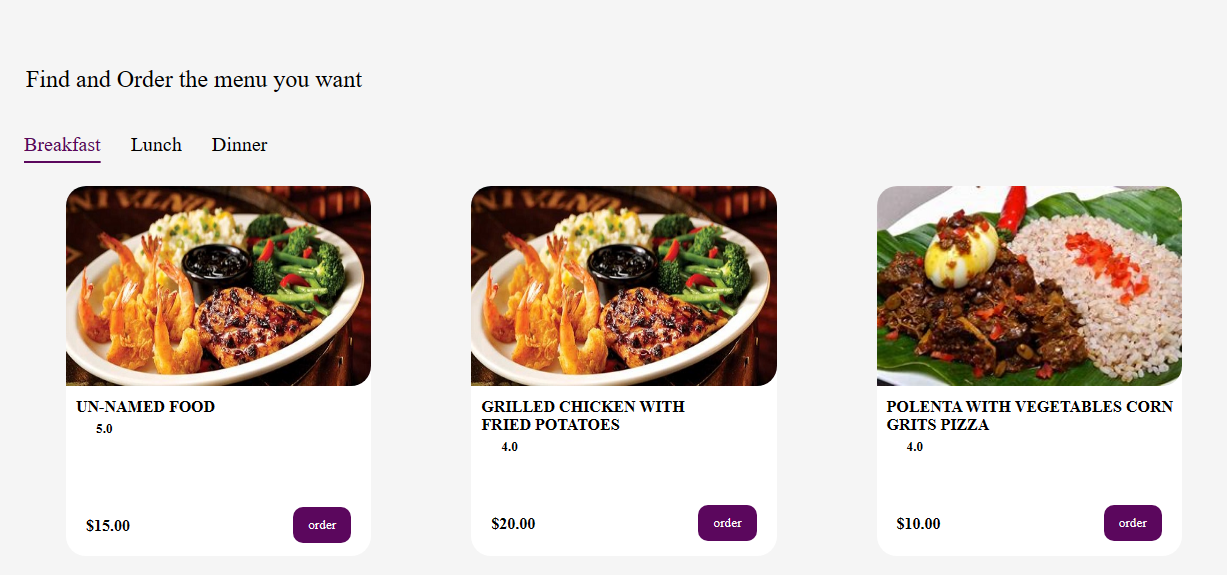 Find and Order the menu you want
Breakfast Lunch Dinner
UN-NAMED FOOD
5.0
$15.00
order
GRILLED CHICKEN WITH
FRIED POTATOES
4.0
$20.00
order
POLENTA WITH VEGETABLES CORN
GRITS PIZZA
4.0
$10.00
order